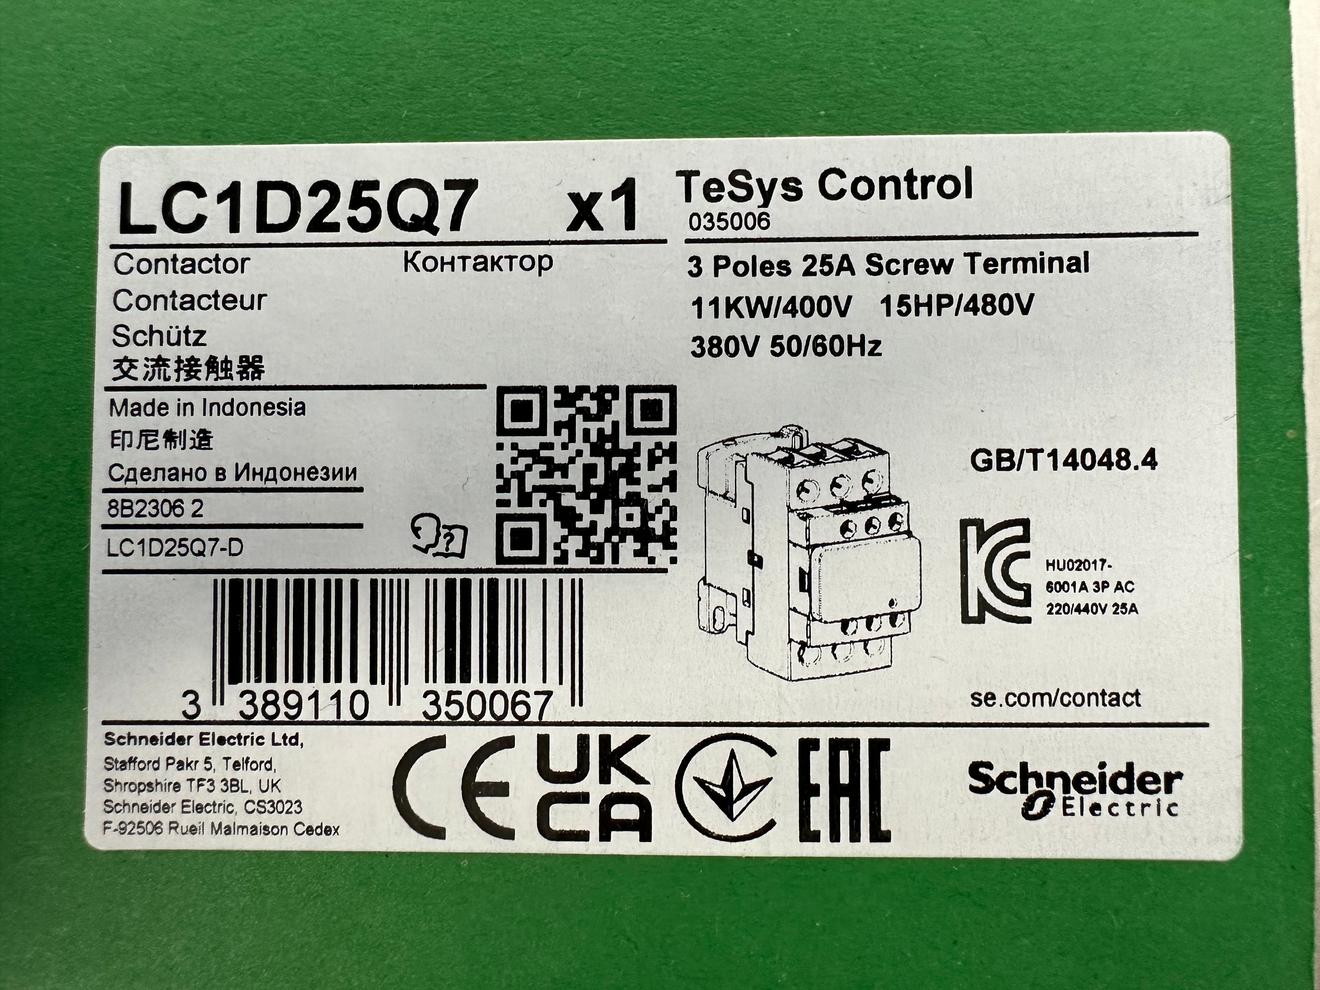 LC1D25Q7 x1
Contactor Контактор
Contacteur
Schütz
交流接触器
Made in Indonesia
印尼制造
Сделано в Индонезии
8B2306 2
LC1D25Q7-D
3 389110 350067
TeSys Control
035006
3 Poles 25A Screw Terminal
11KW/400V 15HP/480V
380V 50/60Hz
GB/T14048.4
HU02017-
6001A 3P AC
220/440V 25A
se.com/contact
Schneider Electric Ltd,
Stafford Pakr 5, Telford,
Shropshire TF3 3BL, UK
Schneider Electric, CS3023
F-92506 Rueil Malmaison Cedex
CE
UK
CA
EAC
Schneider
Electric